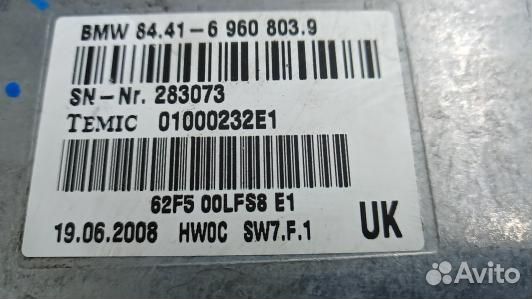 BMW 84.41-6 960 803.9
SN-Nr. 283073
TEMIC 01000232E1
62F5 00LFS8 E1
19.06.2008 HW0C SW7.F.1 UK
Avito